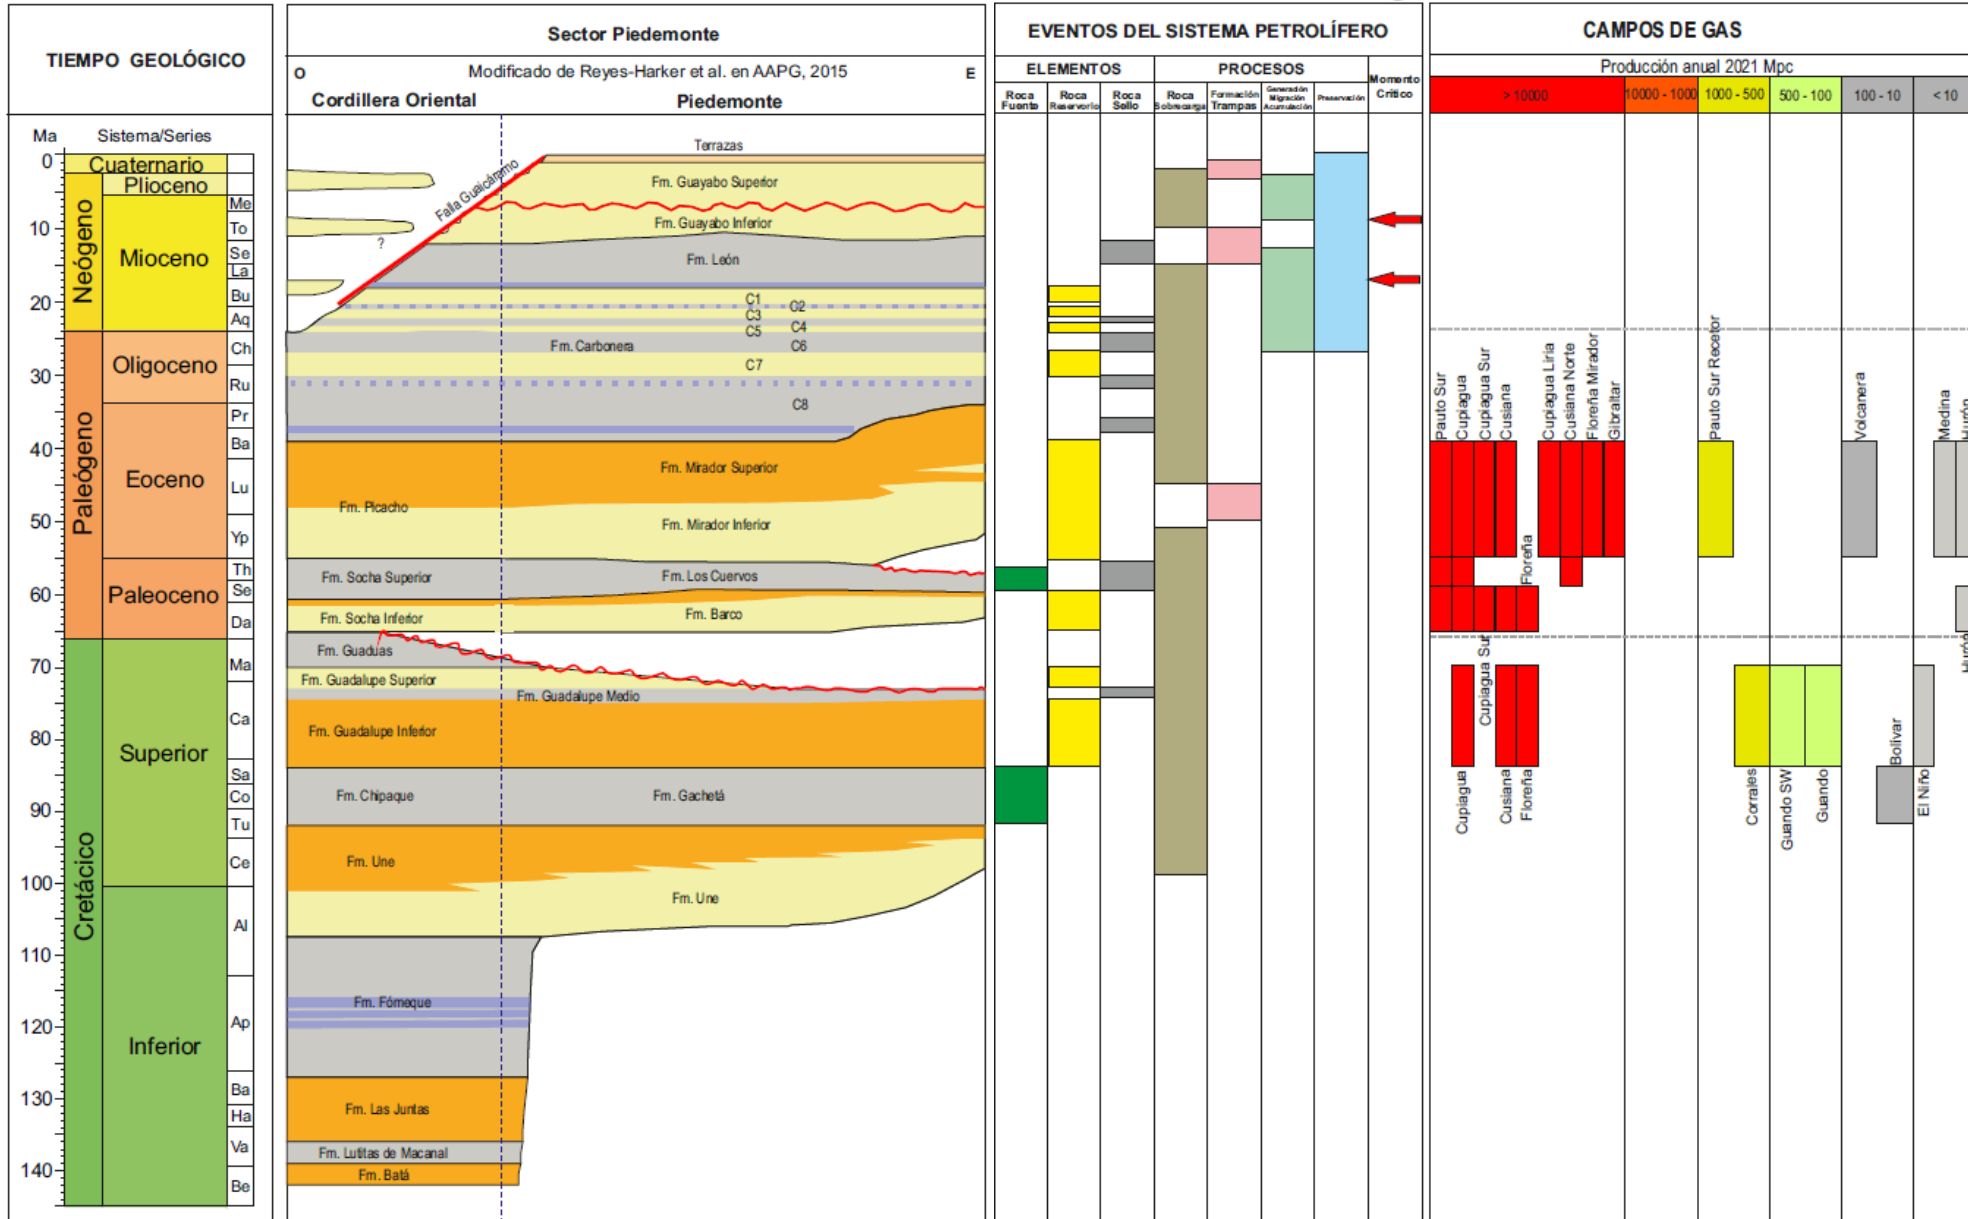 TIEMPO GEOLÓGICO
Ma
Sistema/Series
0
10
20
30
40
50
60
70
80
90
100
110
120
130
140
Neógeno
Paleógeno
Cretácico
Cuaternario
Plioceno
Mioceno
Oligoceno
Eoceno
Paleoceno
Superior
Inferior
Me
To
Se
La
Bu
Aq
Ch
Ru
Pr
Ba
Lu
Yp
Th
Se
Da
Ma
Ca
Sa
Co
Tu
Ce
Al
Ap
Ba
Ha
Va
Be
Sector Piedemonte
O
Modificado de Reyes-Harker et al. en AAPG, 2015
E
Cordillera Oriental
Piedemonte
Terrazas
Falla Guaicáramo
?
Fm. Guayabo Superior
Fm. Guayabo Inferior
Fm. León
C1
C2
C3
C4
C5
Fm. Carbonera
C6
C7
C8
Fm. Mirador Superior
Fm. Picacho
Fm. Mirador Inferior
Fm. Socha Superior
Fm. Los Cuervos
Fm. Socha Inferior
Fm. Barco
Fm. Guaduas
Fm. Guadalupe Superior
Fm. Guadalupe Medio
Fm. Guadalupe Inferior
Fm. Chipaque
Fm. Gachetá
Fm. Une
Fm. Une
Fm. Fómeque
Fm. Las Juntas
Fm. Lutitas de Macanal
Fm. Batá
EVENTOS DEL SISTEMA PETROLÍFERO
ELEMENTOS
PROCESOS
Momento
Crítico
Roca
Fuente
Roca
Reservorio
Roca
Sello
Roca
Sobrecarga
Formación
Trampas
Generación
Migración
Acumulación
Preservación
CAMPOS DE GAS
Producción anual 2021 Mpc
> 10000
10000 - 1000
1000 - 500
500 - 100
100 - 10
< 10
Pauto Sur
Cupiagua
Cupiagua Sur
Cusiana
Cupiagua Liria
Cusiana Norte
Floreña Mirador
Gibraltar
Pauto Sur Recetor
Volcanera
Medina
Hurón
Floreña
Hurón
Cupiagua Sur
Cupiagua
Cusiana
Floreña
Corrales
Guando SW
Guando
Bolívar
El Niño